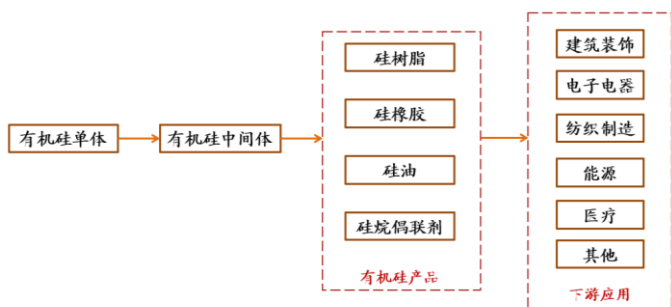 有机硅单体
有机硅中间体
硅树脂
硅橡胶
硅油
硅烷偶联剂
有机硅产品
建筑装饰
电子电器
纺织制造
能源
医疗
其他
下游应用